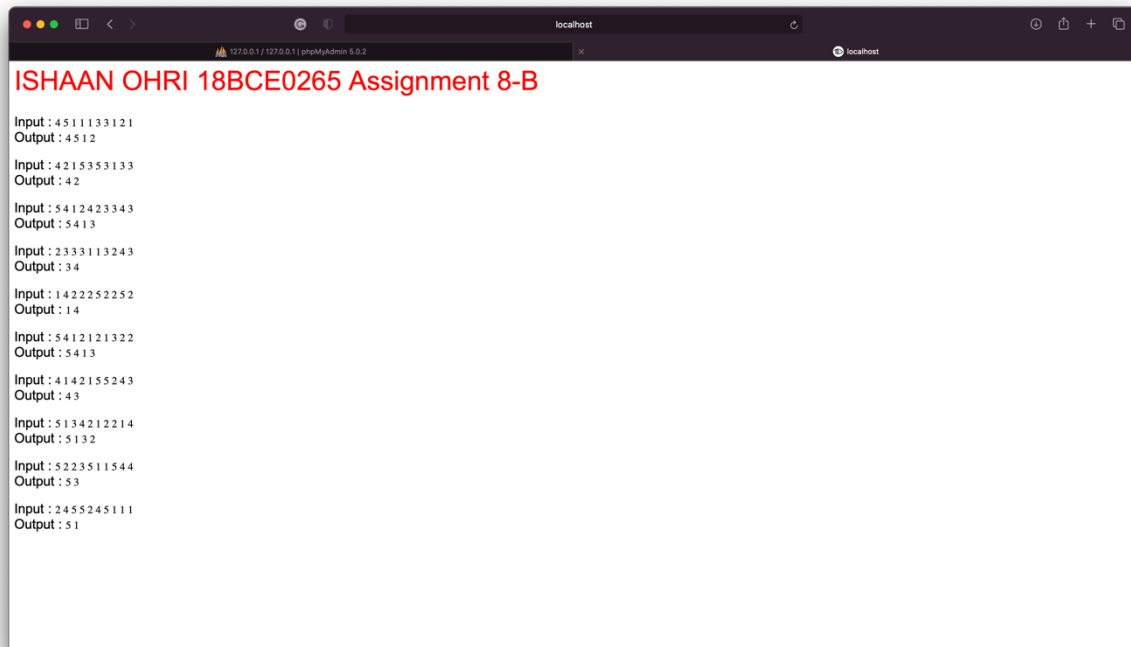 localhost
127.0.0.1 / 127.0.0.1 | phpMyAdmin 5.0.2
localhost
ISHAAN OHRI 18BCE0265 Assignment 8-B
Input : 4 5 1 1 1 3 3 1 2 1
Output : 4 5 1 2
Input : 4 2 1 5 3 5 3 1 3 3
Output : 4 2
Input : 5 4 1 2 4 2 3 3 4 3
Output : 5 4 1 3
Input : 2 3 3 3 1 1 3 2 4 3
Output : 3 4
Input : 1 4 2 2 2 5 2 2 5 2
Output : 1 4
Input : 5 4 1 2 1 2 1 3 2 2
Output : 5 4 1 3
Input : 4 1 4 2 1 5 5 2 4 3
Output : 4 3
Input : 5 1 3 4 2 1 2 2 1 4
Output : 5 1 3 2
Input : 5 2 2 3 5 1 1 5 4 4
Output : 5 3
Input : 2 4 5 5 2 4 5 1 1 1
Output : 5 1